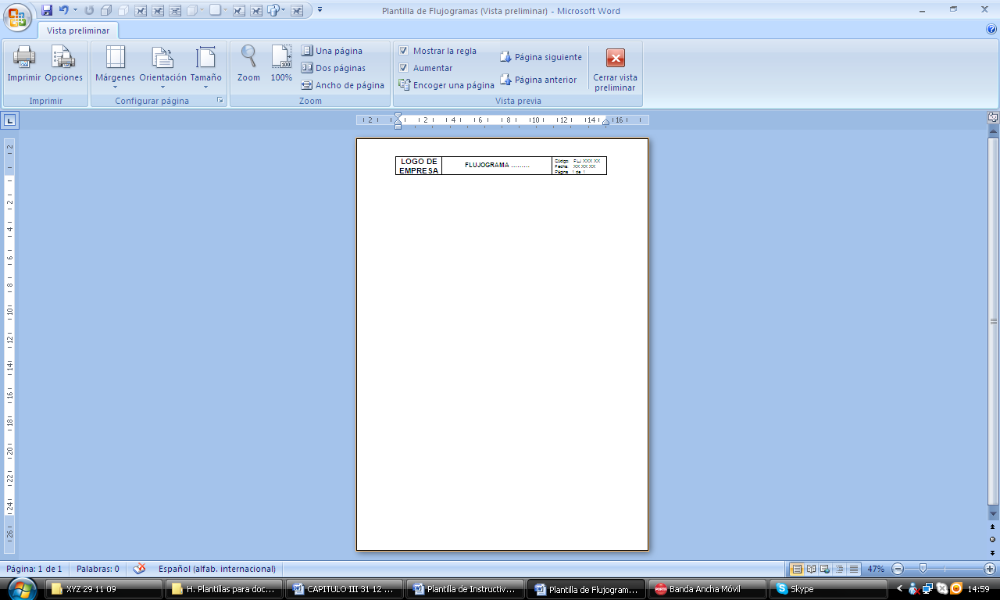 Plantilla de Flujogramas (Vista preliminar) - Microsoft Word
Vista preliminar
Imprimir Opciones
Imprimir
Márgenes Orientación Tamaño
Configurar página
Zoom 100%
Una página
Dos páginas
Ancho de página
Zoom
Mostrar la regla
Aumentar
Encoger una página
Página siguiente
Página anterior
Vista previa
Cerrar vista
preliminar
2 2 4 6 8 10 12 14 16
2
2
4
6
8
10
12
14
16
18
20
22
24
26
LOGO DE
EMPRESA
FLUJOGRAMA .........
Código: FLJ XXX XX
Fecha: XX XX XX
Página 1 de 1
Página: 1 de 1 Palabras: 0 Español (alfab. internacional) 47%
XYZ 29 11 09 H. Plantillas para doc... CAPITULO III 31 12 ... Plantilla de Instructiv... Plantilla de Flujogram... Banda Ancha Móvil Skype 14:59